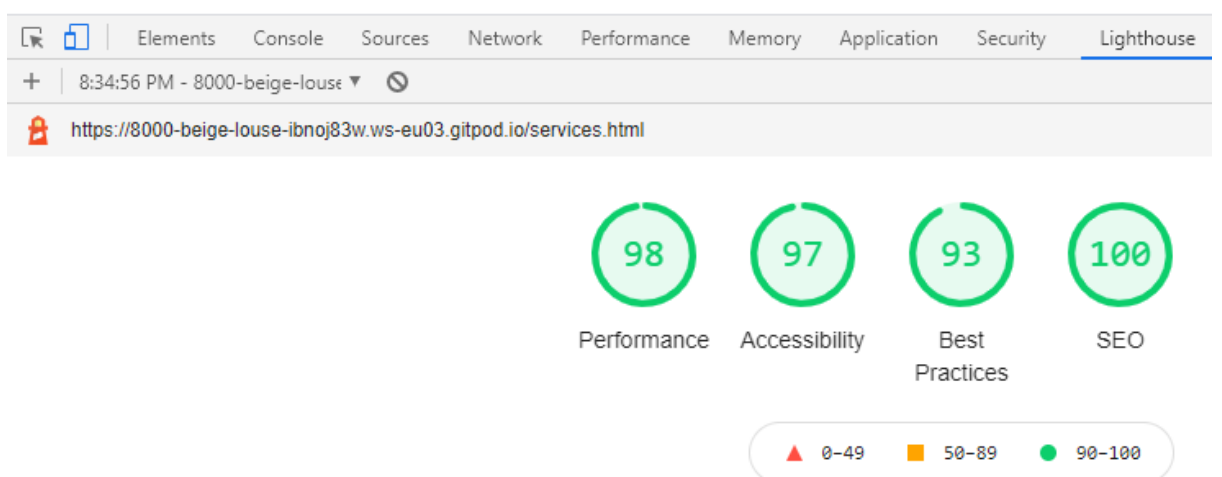 Elements Console Sources Network Performance Memory Application Security Lighthouse
+ 8:34:56 PM - 8000-beige-louse
https://8000-beige-louse-ibnoj83w.ws-eu03.gitpod.io/services.html
98 97 93 100
Performance Accessibility Best Practices SEO
0–49 50–89 90–100